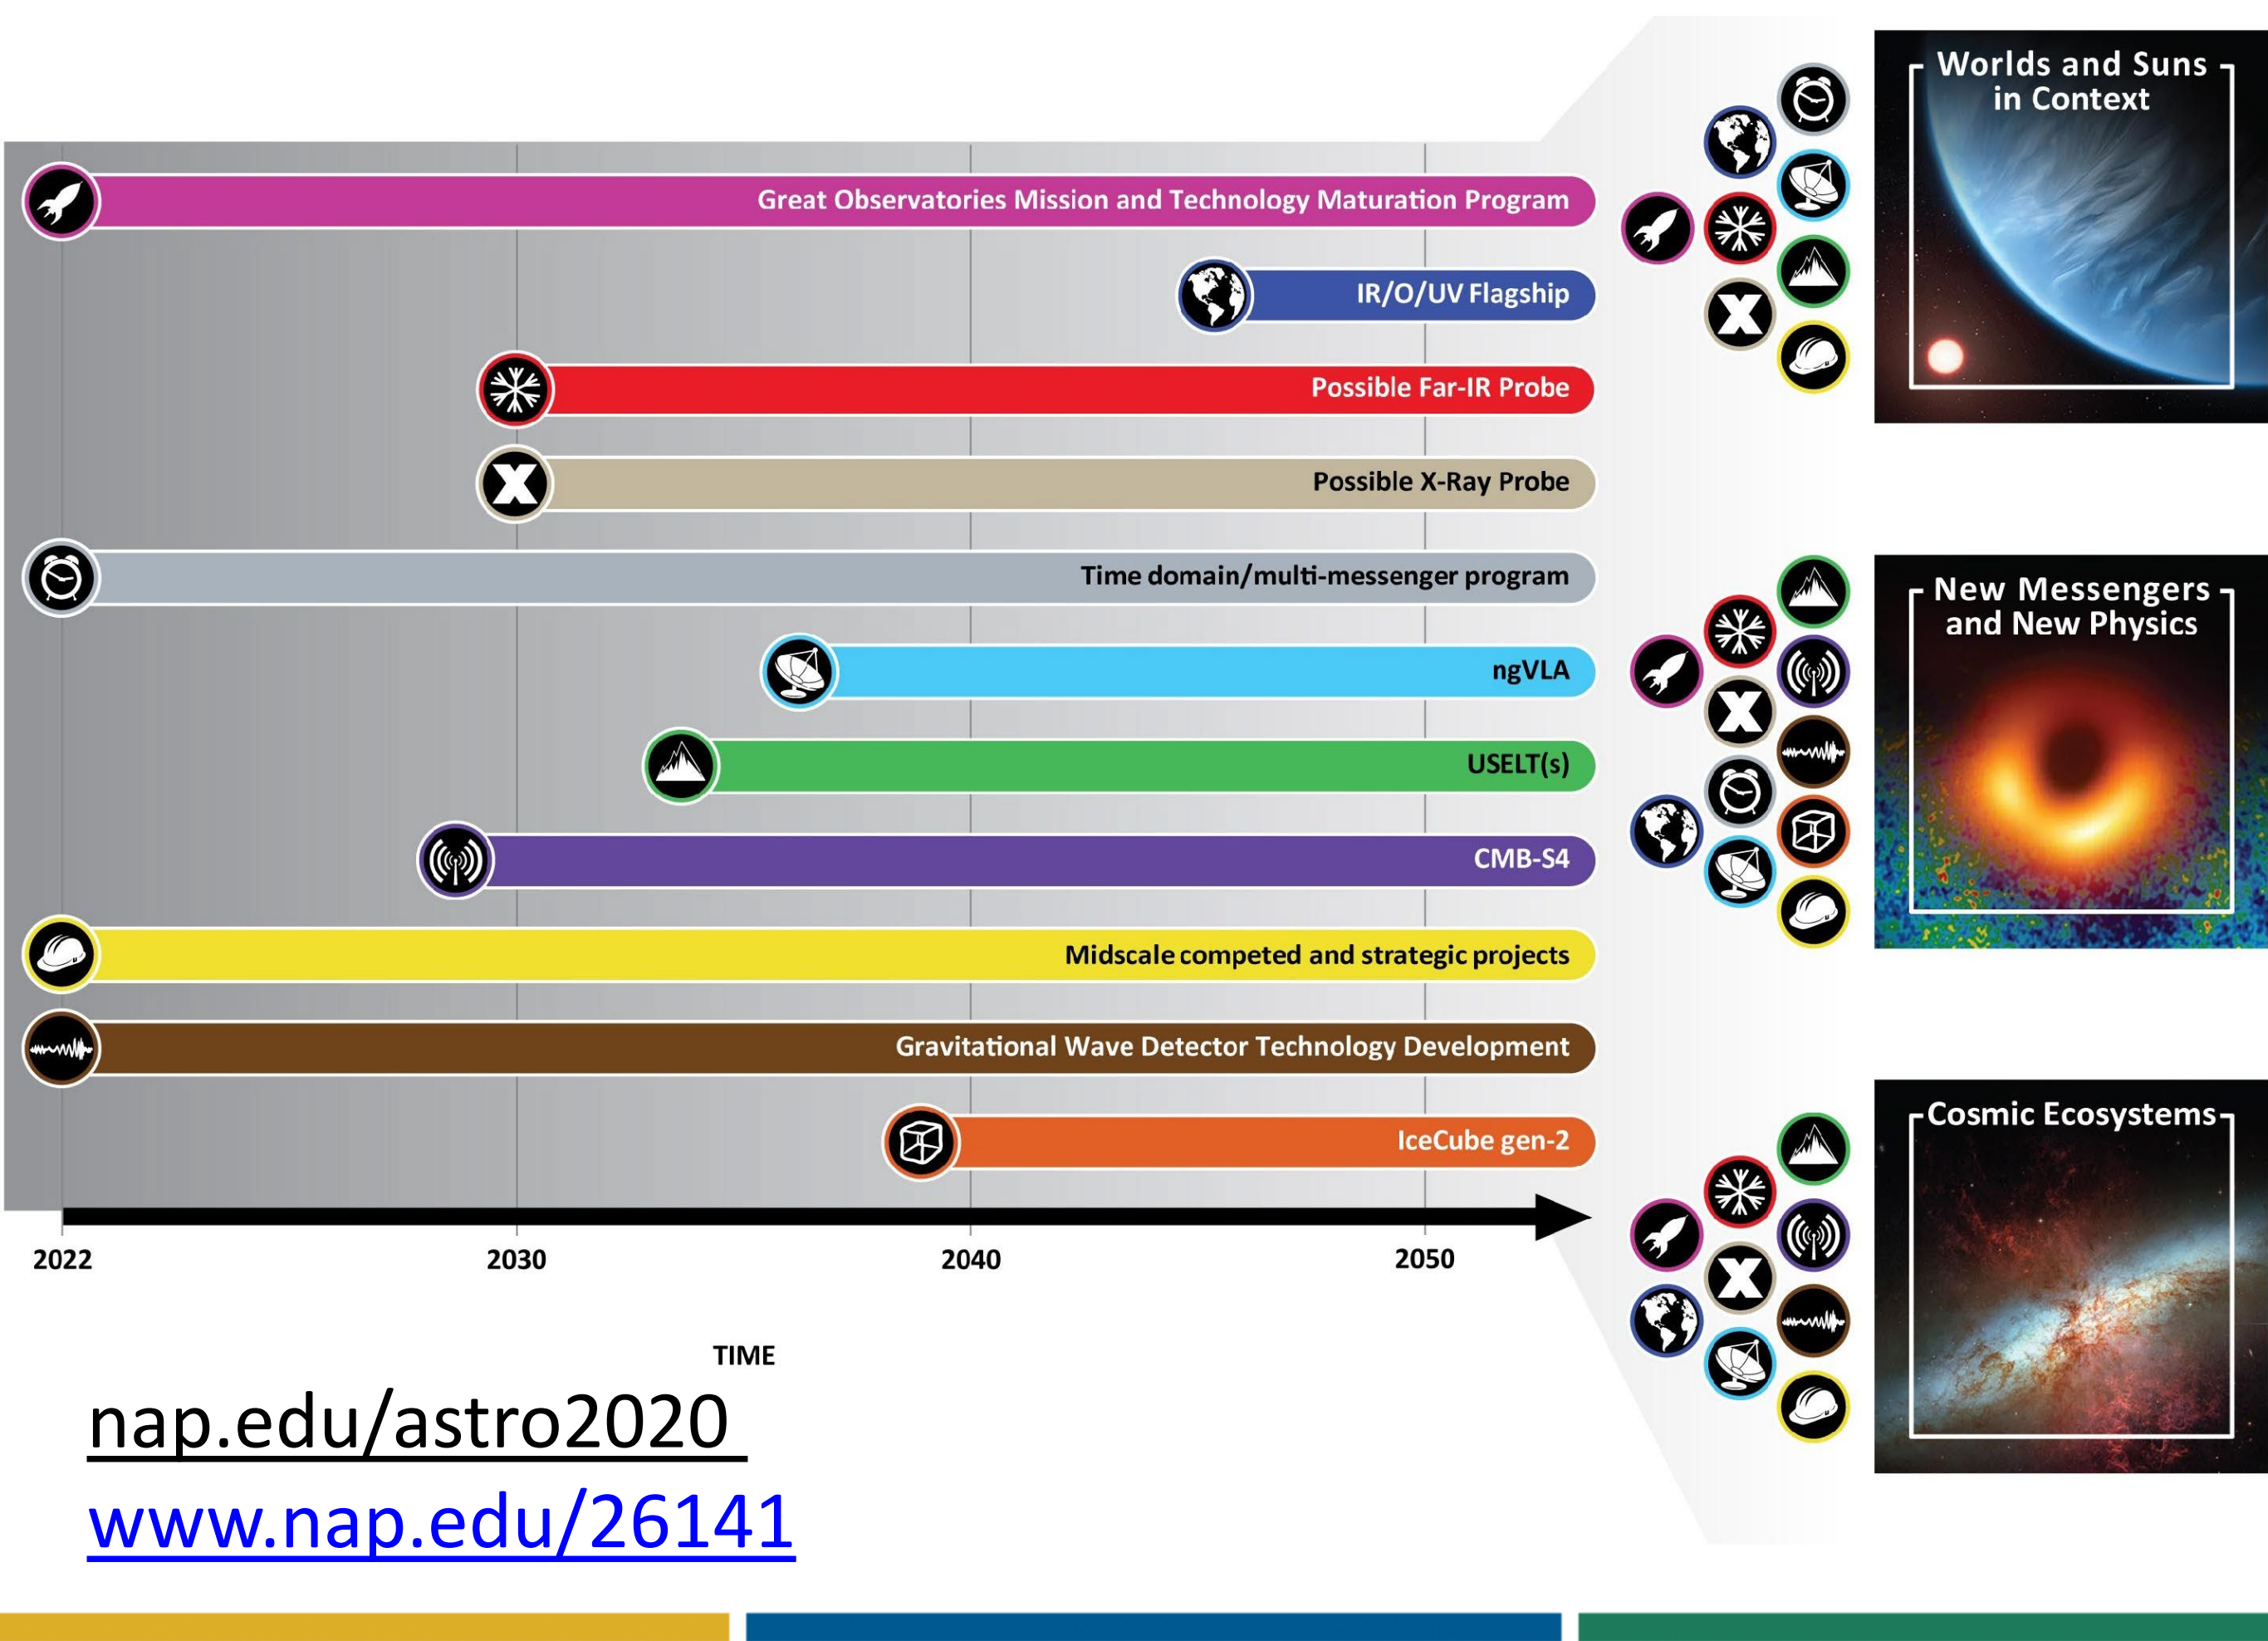 Worlds and Suns
in Context
Great Observatories Mission and Technology Maturation Program
IR/O/UV Flagship
Possible Far-IR Probe
Possible X-Ray Probe
Time domain/multi-messenger program
New Messengers
and New Physics
ngVLA
USELT(s)
CMB-S4
Midscale competed and strategic projects
Gravitational Wave Detector Technology Development
Cosmic Ecosystems
IceCube gen-2
2022 2030 2040 2050
TIME
nap.edu/astro2020
www.nap.edu/26141